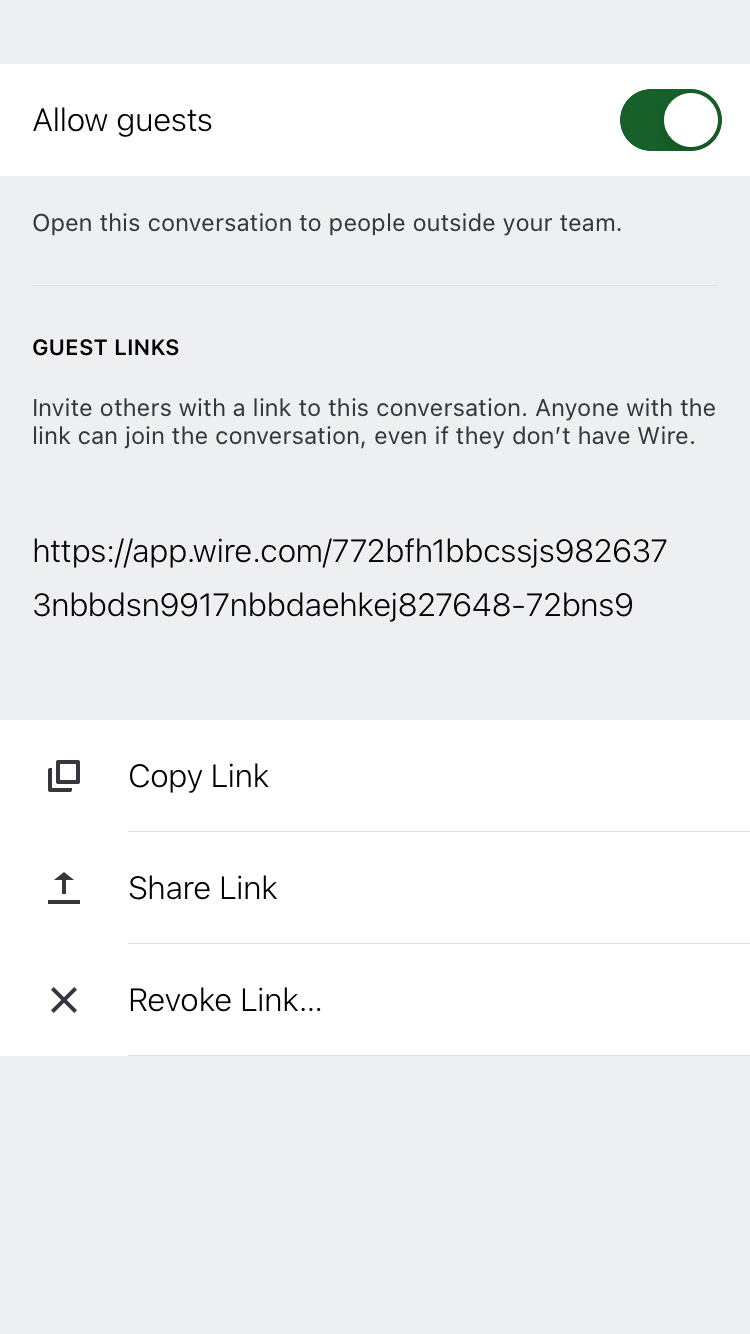 Allow guests
Open this conversation to people outside your team.
GUEST LINKS
Invite others with a link to this conversation. Anyone with the
link can join the conversation, even if they don’t have Wire.
https://app.wire.com/772bfh1bbcssjs982637
3nbbdsn9917nbbdaehkej827648-72bns9
Copy Link
Share Link
Revoke Link...